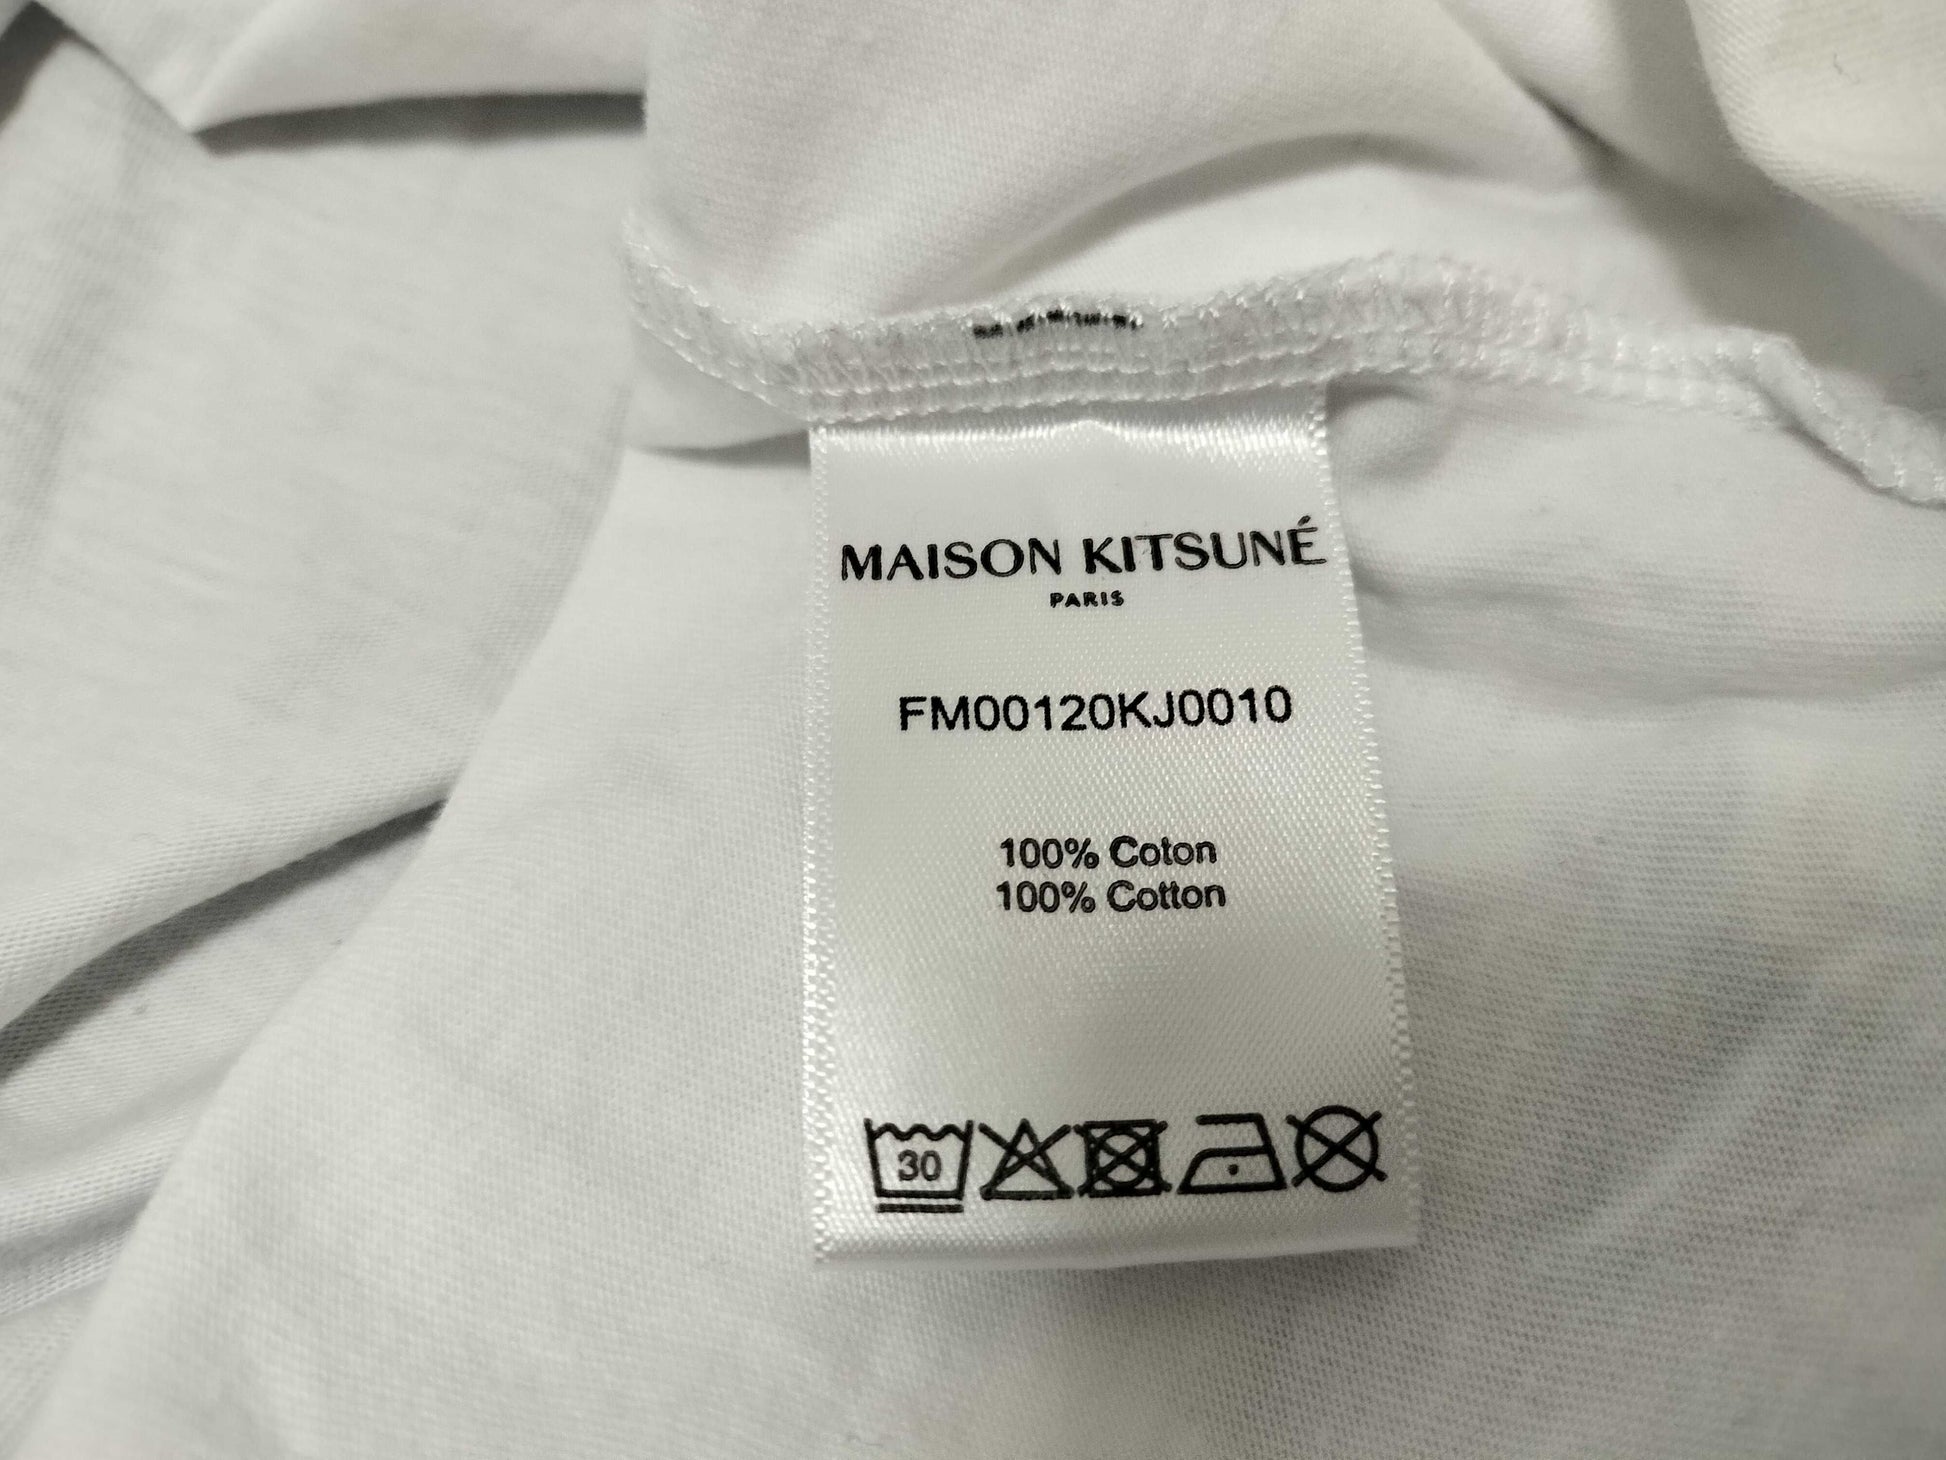 MAISON KITSUNÉ
PARIS
FM00120KJ0010
100% Coton
100% Cotton
30